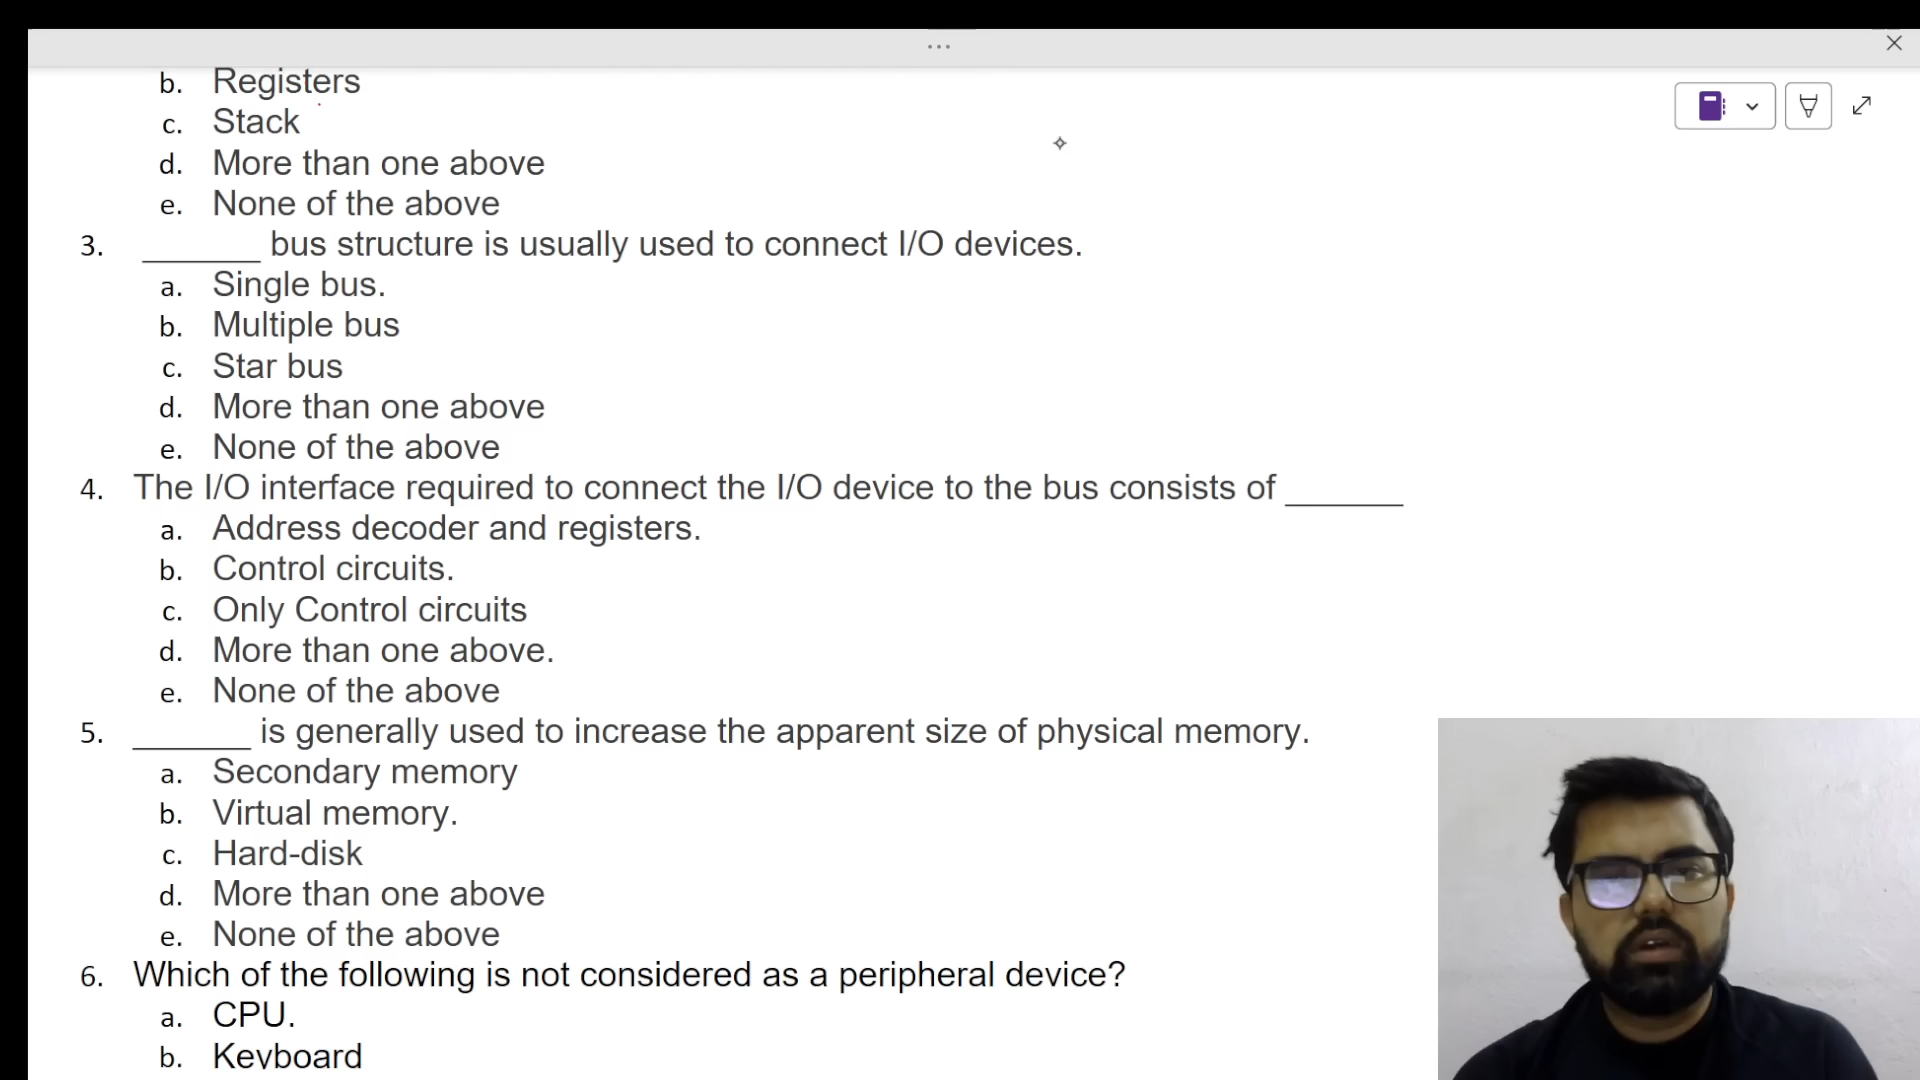 b. Registers
c. Stack
d. More than one above
e. None of the above
3. ______ bus structure is usually used to connect I/O devices.
a. Single bus.
b. Multiple bus
c. Star bus
d. More than one above
e. None of the above
4. The I/O interface required to connect the I/O device to the bus consists of ______
a. Address decoder and registers.
b. Control circuits.
c. Only Control circuits
d. More than one above.
e. None of the above
5. ______ is generally used to increase the apparent size of physical memory.
a. Secondary memory
b. Virtual memory.
c. Hard-disk
d. More than one above
e. None of the above
6. Which of the following is not considered as a peripheral device?
a. CPU.
b. Keyboard